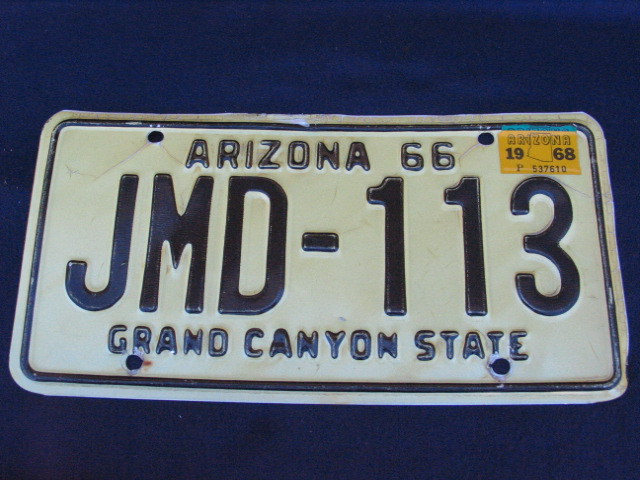 ARIZONA 66
ARIZONA
19 68
P 537610
JMD-113
GRAND CANYON STATE